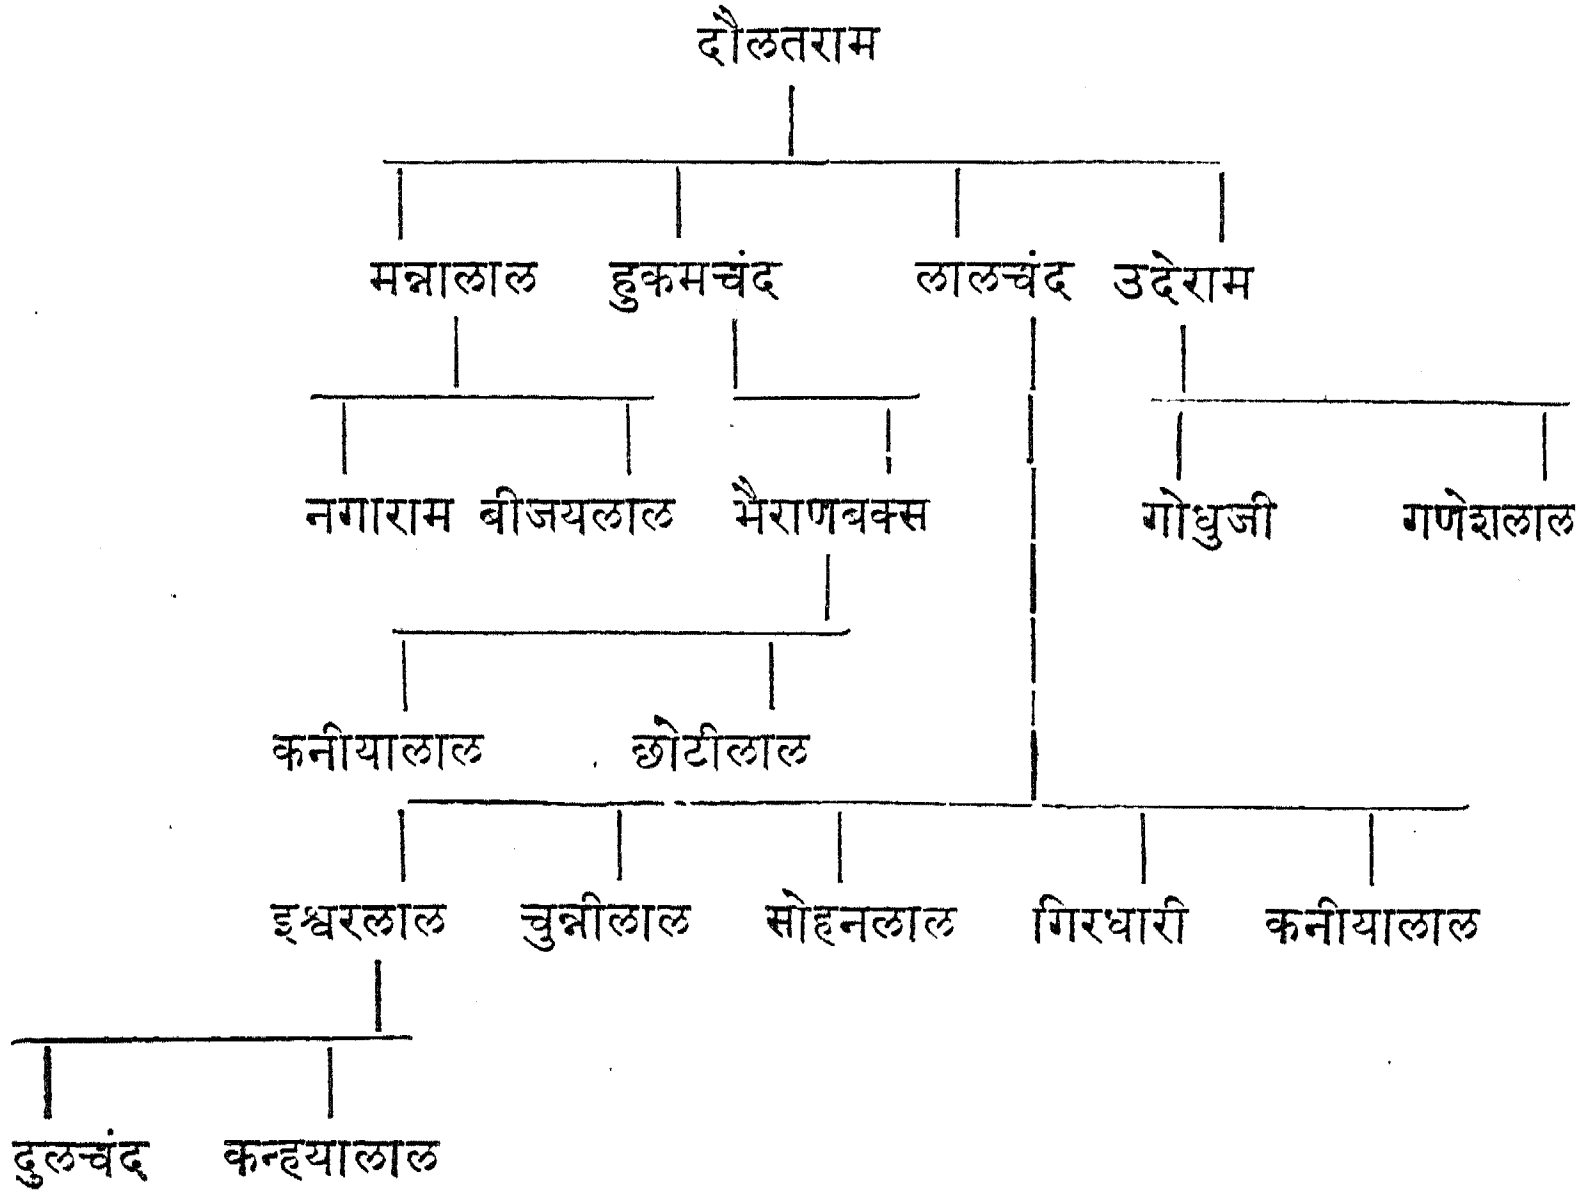 दौलतराम
मन्नालाल हुकमचंद लालचंद उदेराम
नगाराम बीजयलाल भैराणबक्स गोधुजी गणेशलाल
कनीयालाल छोटीलाल
इश्वरलाल चुन्नीलाल सोहनलाल गिरधारी कनीयालाल
दुलचंद कन्हयालाल